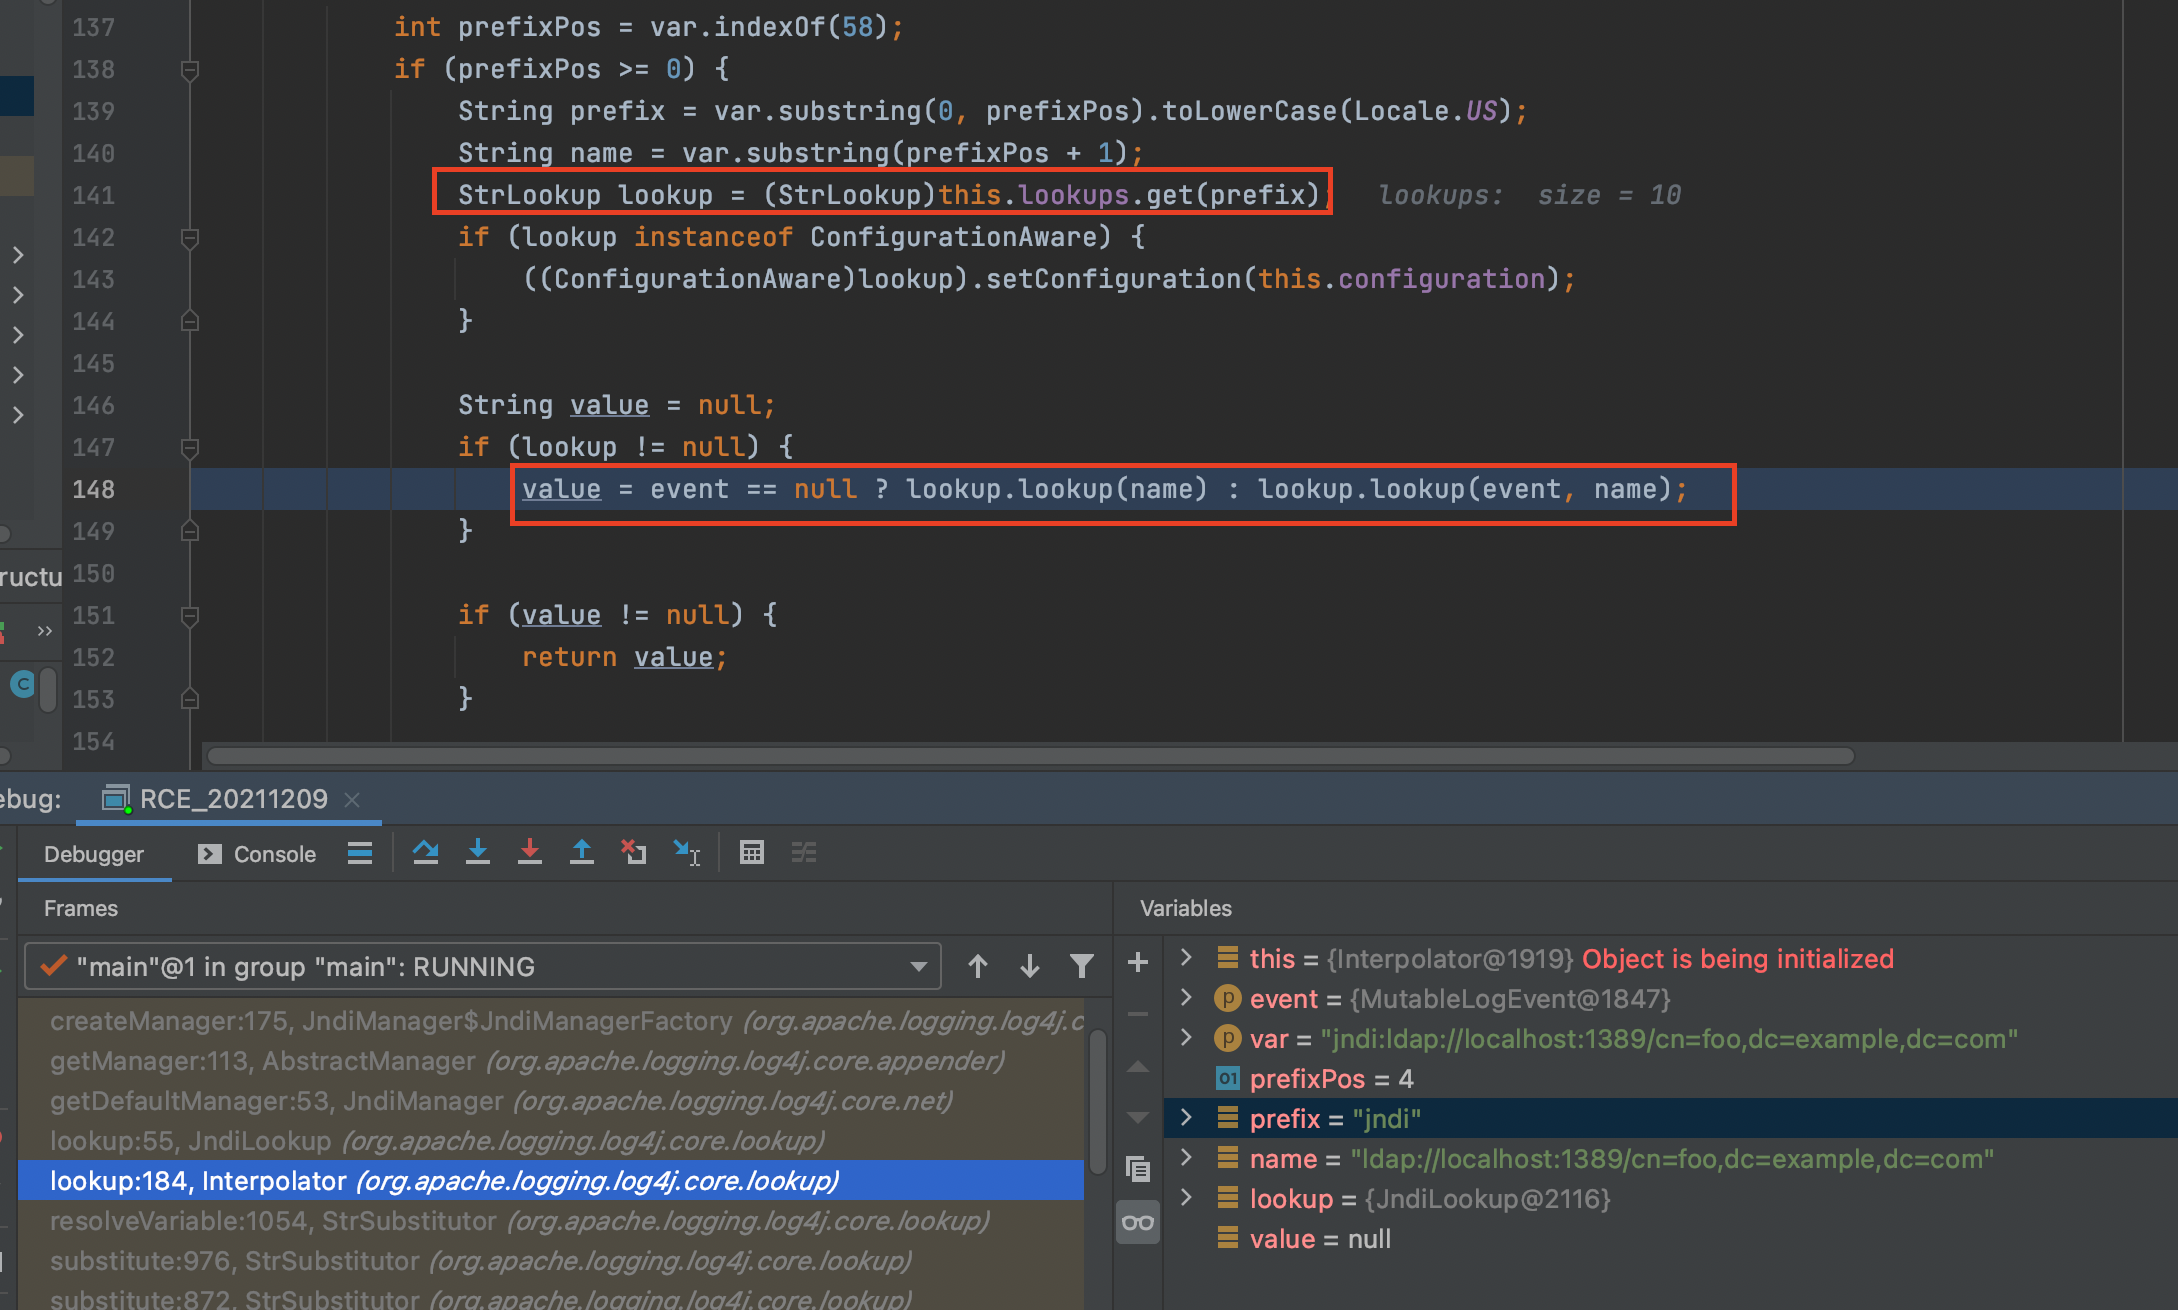 137 int prefixPos = var.indexOf(58);
138 if (prefixPos >= 0) {
139 String prefix = var.substring(0, prefixPos).toLowerCase(Locale.US);
140 String name = var.substring(prefixPos + 1);
141 StrLookup lookup = (StrLookup)this.lookups.get(prefix); lookups: size = 10
142 if (lookup instanceof ConfigurationAware) {
143 ((ConfigurationAware)lookup).setConfiguration(this.configuration);
144 }
145
146 String value = null;
147 if (lookup != null) {
148 value = event == null ? lookup.lookup(name) : lookup.lookup(event, name);
149 }
150
151 if (value != null) {
152 return value;
153 }
154
ructu
ebug: RCE_20211209
Debugger Console
Frames
"main"@1 in group "main": RUNNING
createManager:175, JndiManager$JndiManagerFactory (org.apache.logging.log4j.c
getManager:113, AbstractManager (org.apache.logging.log4j.core.appender)
getDefaultManager:53, JndiManager (org.apache.logging.log4j.core.net)
lookup:55, JndiLookup (org.apache.logging.log4j.core.lookup)
lookup:184, Interpolator (org.apache.logging.log4j.core.lookup)
resolveVariable:1054, StrSubstitutor (org.apache.logging.log4j.core.lookup)
substitute:976, StrSubstitutor (org.apache.logging.log4j.core.lookup)
substitute:872, StrSubstitutor (org.apache.logging.log4j.core.lookup)
Variables
this = {Interpolator@1919} Object is being initialized
event = {MutableLogEvent@1847}
var = "jndi:ldap://localhost:1389/cn=foo,dc=example,dc=com"
prefixPos = 4
prefix = "jndi"
name = "ldap://localhost:1389/cn=foo,dc=example,dc=com"
lookup = {JndiLookup@2116}
value = null